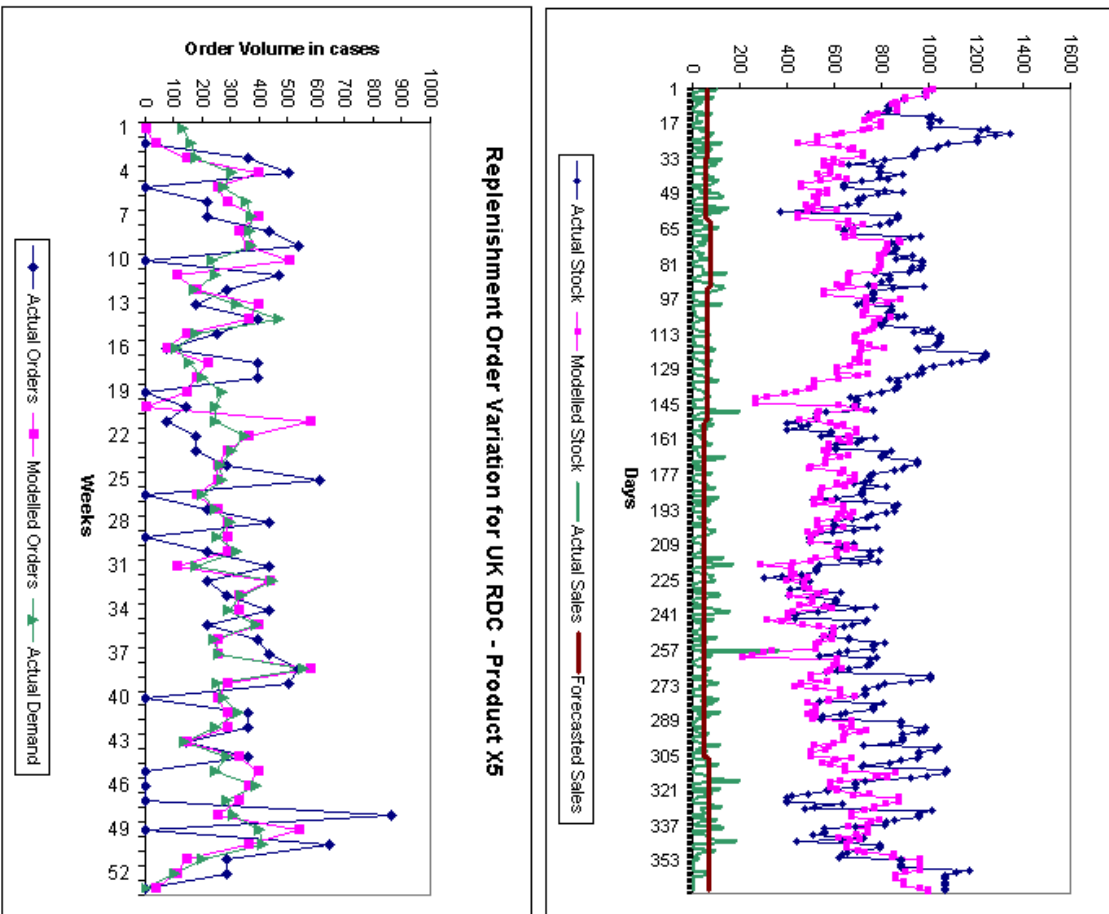 1600
1400
1200
1000
800
600
400
200
0
1 17 33 49 65 81 97 113 129 145 161 177 193 209 225 241 257 273 289 305 321 337 353
Days
Actual Stock Modelled Stock Actual Sales Forecasted Sales
Replenishment Order Variation for UK RDC - Product X5
Order Volume in cases
1000
900
800
700
600
500
400
300
200
100
0
1 4 7 10 13 16 19 22 25 28 31 34 37 40 43 46 49 52
Weeks
Actual Orders Modelled Orders Actual Demand